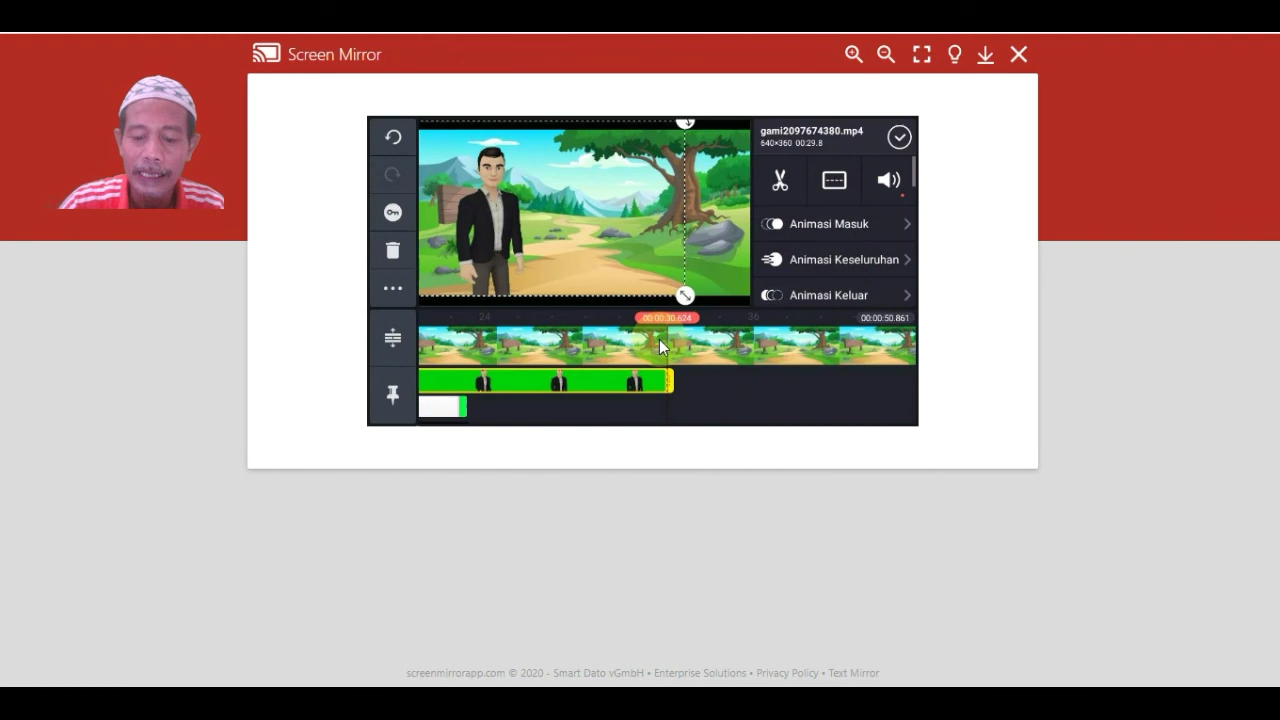 Screen Mirror
gami2097674380.mp4
640×360 00:29.8
Animasi Masuk
Animasi Keseluruhan
Animasi Keluar
24
00:00:30.624
36
00:00:50.861
screenmirrorapp.com © 2020 - Smart Dato vGmbH • Enterprise Solutions • Privacy Policy • Text Mirror